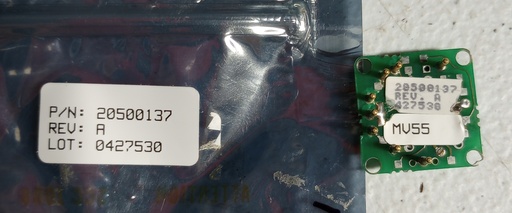 P/N: 20500137
REV: A
LOT: 0427530
20500137
REV. A
427530
MV55